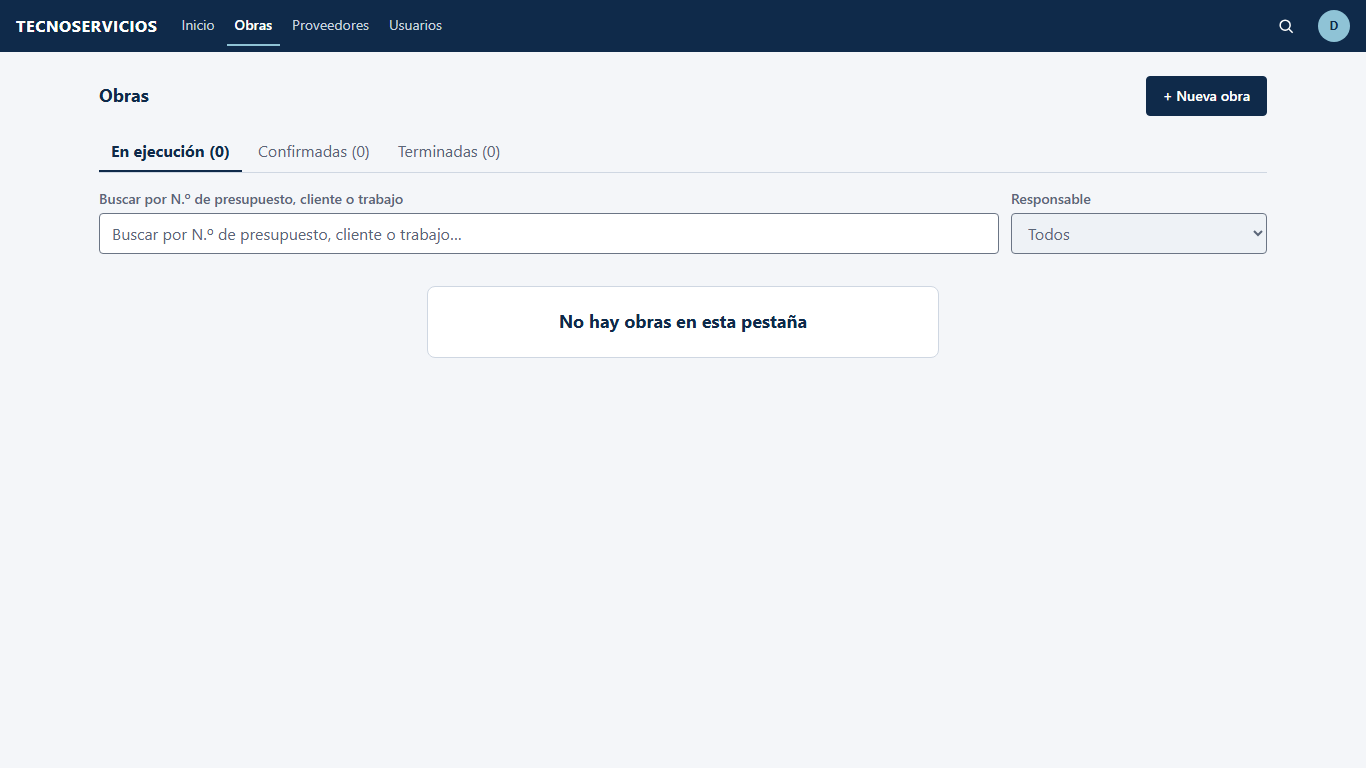 TECNOSERVICIOS Inicio Obras Proveedores Usuarios D
Obras + Nueva obra
En ejecución (0) Confirmadas (0) Terminadas (0)
Buscar por N.º de presupuesto, cliente o trabajo Responsable
Buscar por N.º de presupuesto, cliente o trabajo... Todos
No hay obras en esta pestaña